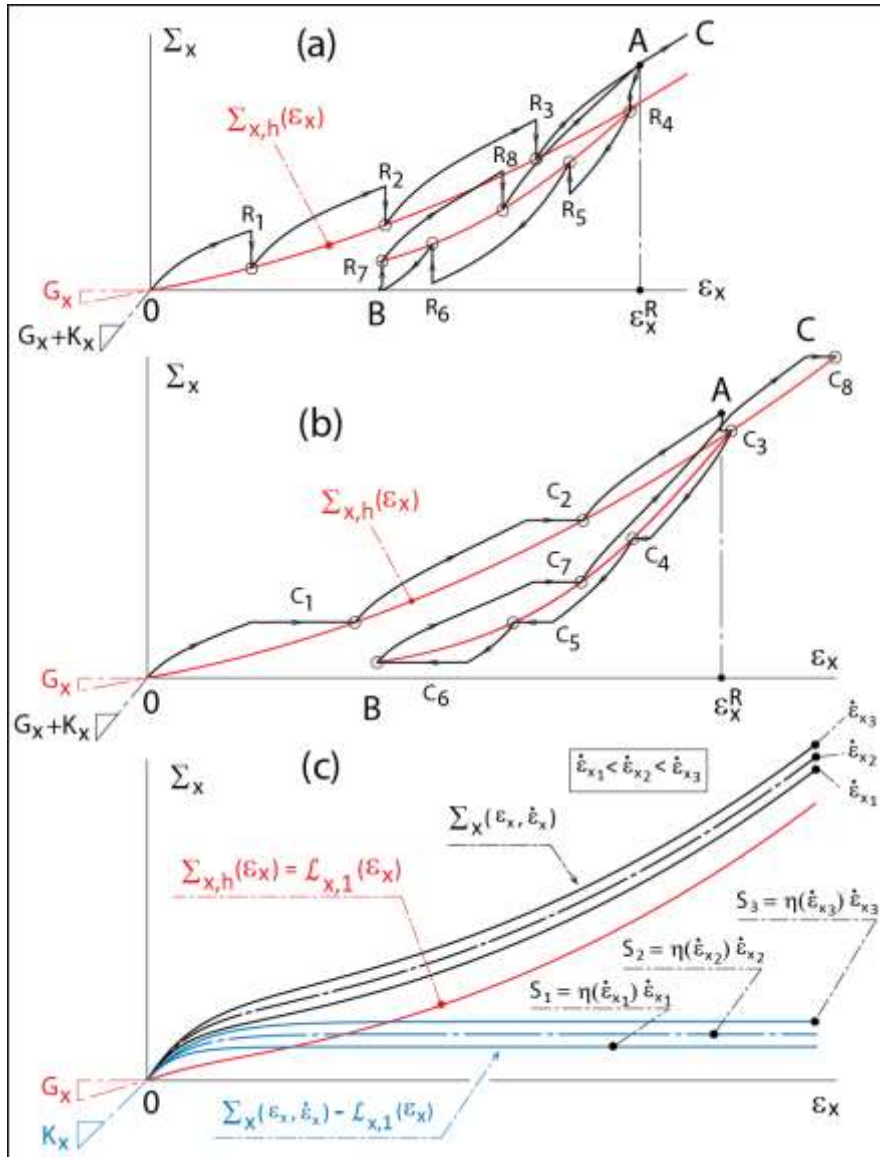 (a)
Σx
A
C
R3
Σx,h(εx)
R4
R2
R8
R1
R5
R7
R6
Gx
0
B
εx
Gx+Kx
εx^R
C
Σx
C8
(b)
A
C3
Σx,h(εx)
C2
C7
C4
C1
C5
εx
Gx
0
B
C6
εx^R
Gx+Kx
(c)
Σx
ε̇x3
ε̇x1 < ε̇x2 < ε̇x3
ε̇x2
ε̇x1
Σx(εx, ε̇x)
Σx,h(εx) = ℒx,1(εx)
S3 = η(ε̇x3) ε̇x3
S2 = η(ε̇x2) ε̇x2
S1 = η(ε̇x1) ε̇x1
Gx
0
εx
Kx
Σx(εx, ε̇x) – ℒx,1(εx)